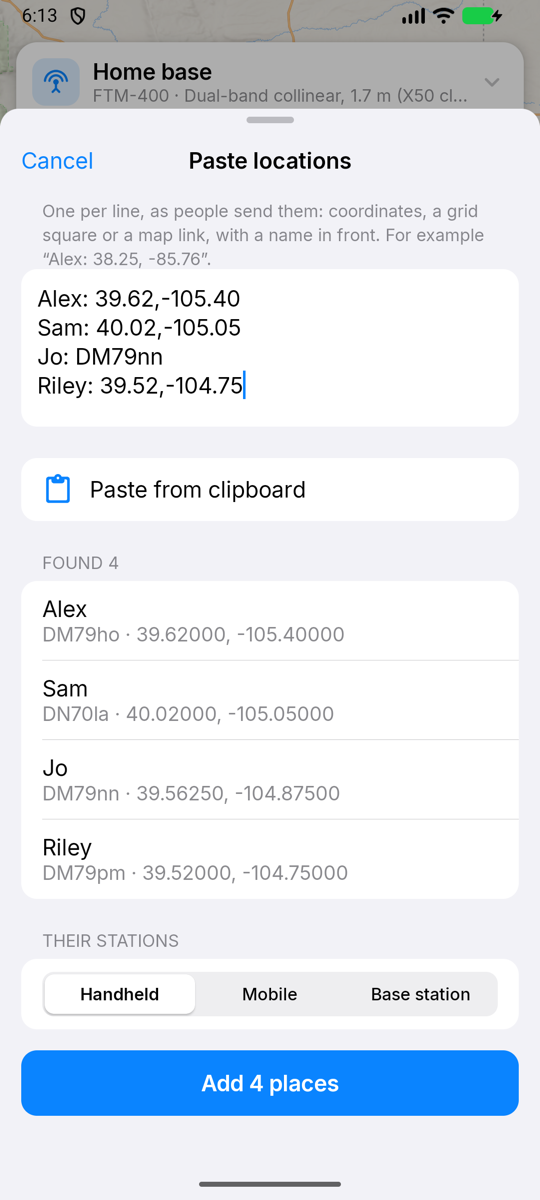 6:13
Home base
FTM-400 · Dual-band collinear, 1.7 m (X50 cl...
Cancel
Paste locations
One per line, as people send them: coordinates, a grid
square or a map link, with a name in front. For example
“Alex: 38.25, -85.76”.
Alex: 39.62,-105.40
Sam: 40.02,-105.05
Jo: DM79nn
Riley: 39.52,-104.75
Paste from clipboard
FOUND 4
Alex
DM79ho · 39.62000, -105.40000
Sam
DN70la · 40.02000, -105.05000
Jo
DM79nn · 39.56250, -104.87500
Riley
DM79pm · 39.52000, -104.75000
THEIR STATIONS
Handheld
Mobile
Base station
Add 4 places